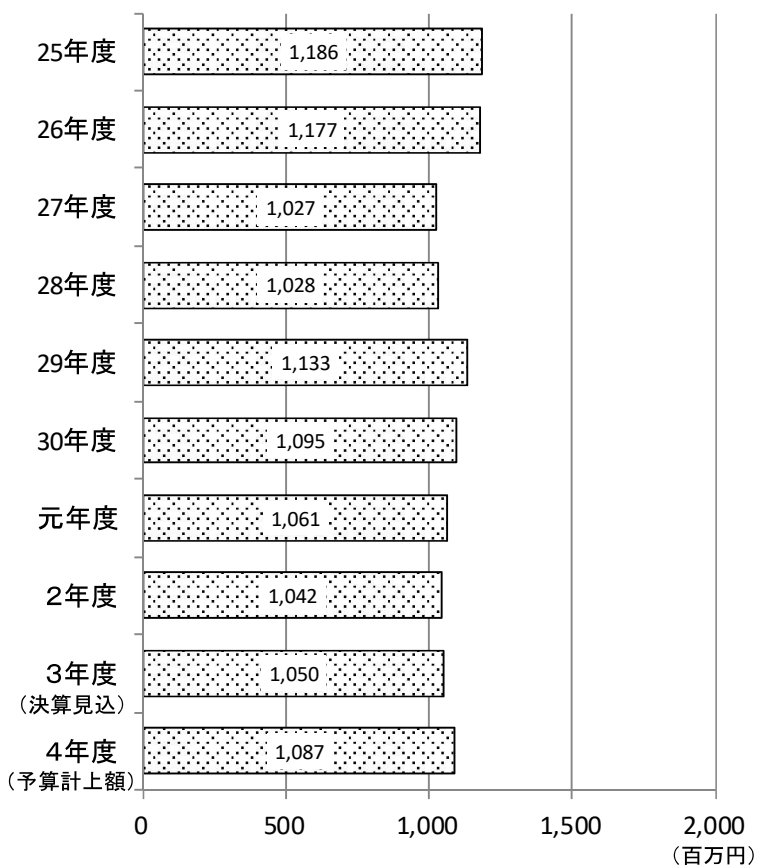 25年度
1,186
26年度
1,177
27年度
1,027
28年度
1,028
29年度
1,133
30年度
1,095
元年度
1,061
２年度
1,042
３年度
（決算見込）
1,050
４年度
（予算計上額）
1,087
0 500 1,000 1,500 2,000
（百万円）